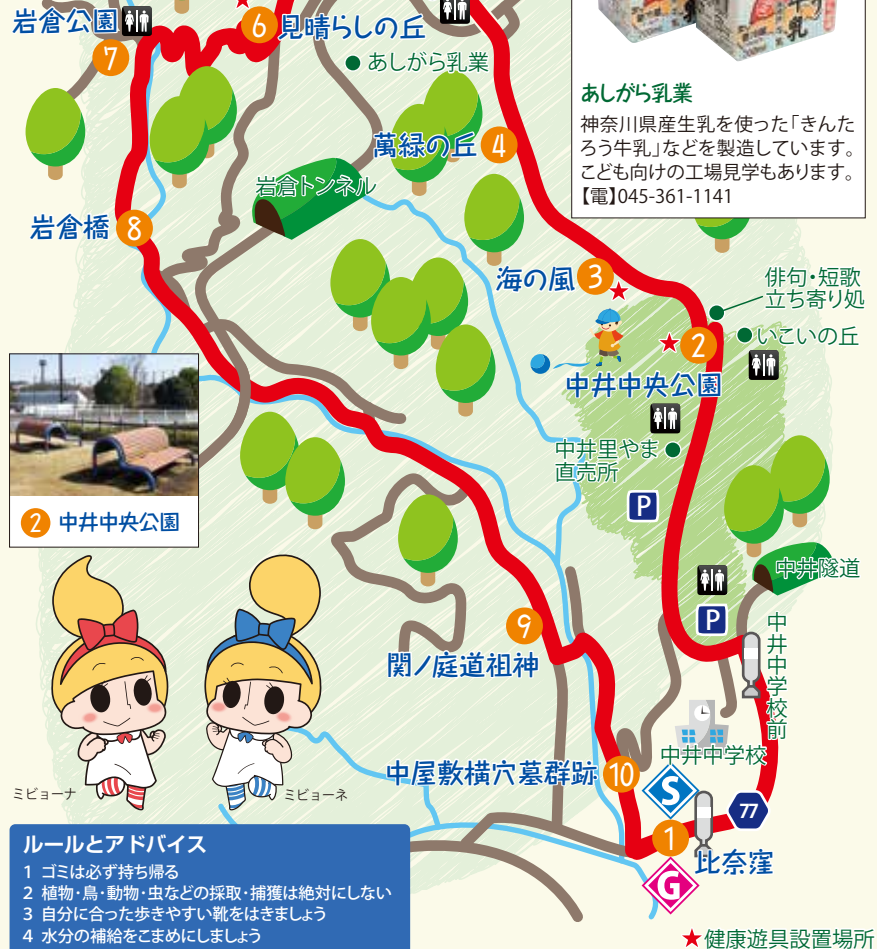 岩倉公園
7
6
見晴らしの丘
あしがら乳業
あしがら乳業
神奈川県産生乳を使った「きんた
ろう牛乳」などを製造しています。
こども向けの工場見学もあります。
【電】045-361-1141
萬緑の丘
4
岩倉トンネル
岩倉橋
8
海の風
3
俳句・短歌
立ち寄り処
2
いこいの丘
中井中央公園
中井里やま
直売所
P
2 中井中央公園
中井隧道
P
9
関ノ庭道祖神
中井中学校前
中井中学校
中屋敷横穴墓群跡
10
S
77
1
比奈窪
G
ミビョーナ
ミビョーネ
ルールとアドバイス
1 ゴミは必ず持ち帰る
2 植物・鳥・動物・虫などの採取・捕獲は絶対にしない
3 自分に合った歩きやすい靴をはきましょう
4 水分の補給をこまめにしましょう
★健康遊具設置場所